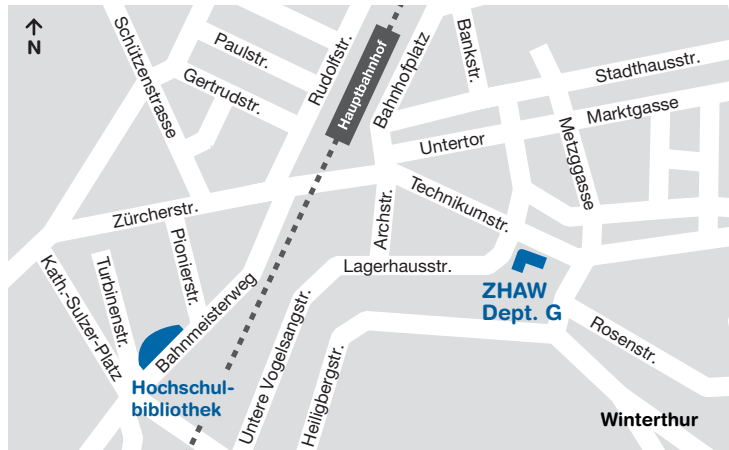 N
Schützenstrasse
Paulstr.
Gertrudstr.
Rudolfstr.
Hauptbahnhof
Bahnhofplatz
Bankstr.
Stadthausstr.
Marktgasse
Metzggasse
Untertor
Technikumstr.
Zürcherstr.
Archstr.
Pionierstr.
Turbinenstr.
Kath.-Sulzer-Platz
Bahnmeisterweg
Lagerhausstr.
ZHAW
Dept. G
Rosenstr.
Untere Vogelsangstr.
Heiligbergstr.
Hochschul-
bibliothek
Winterthur